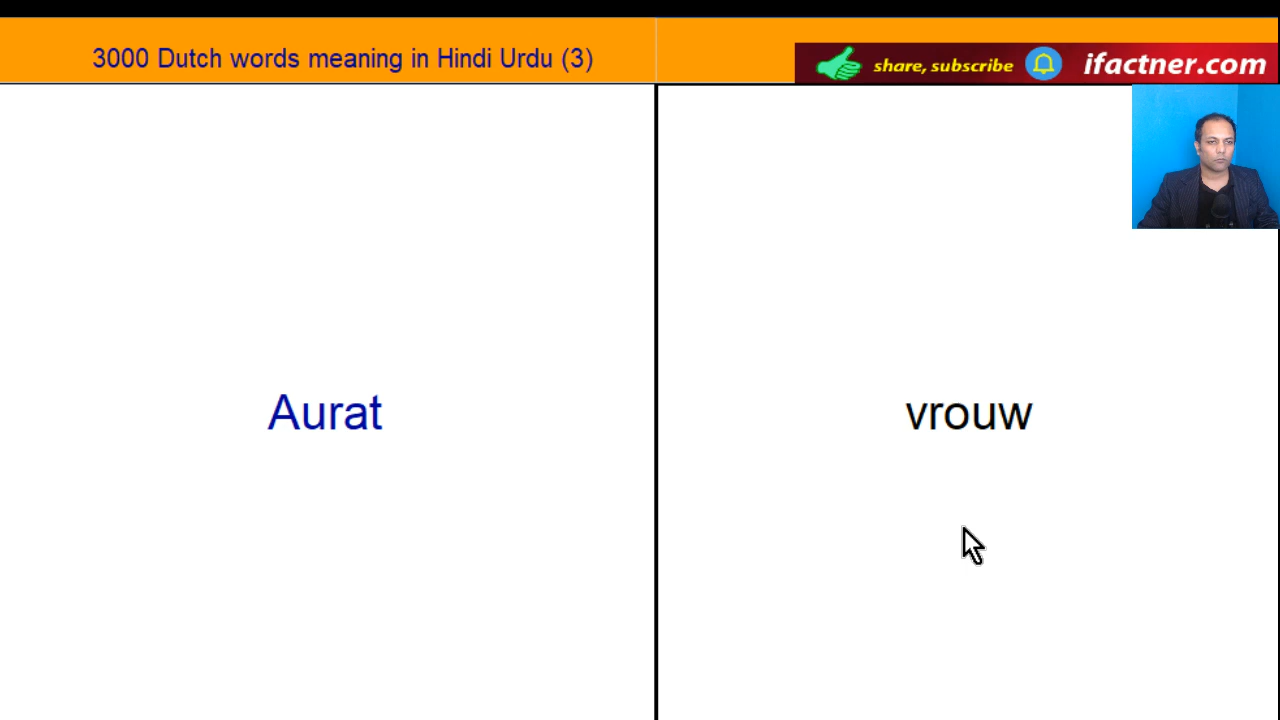 3000 Dutch words meaning in Hindi Urdu (3)
share, subscribe
ifactner.com
Aurat
vrouw